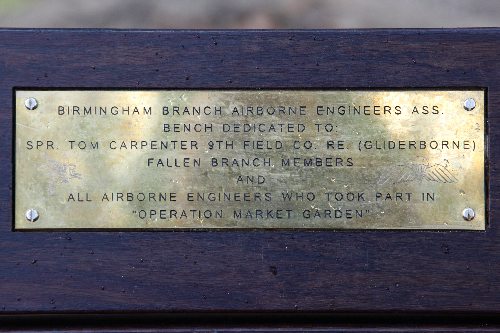 BIRMINGHAM BRANCH AIRBORNE ENGINEERS ASS.
BENCH DEDICATED TO:
SPR. TOM CARPENTER 9TH FIELD CO. RE. (GLIDERBORNE)
FALLEN BRANCH MEMBERS
AND
ALL AIRBORNE ENGINEERS WHO TOOK PART IN
"OPERATION MARKET GARDEN"